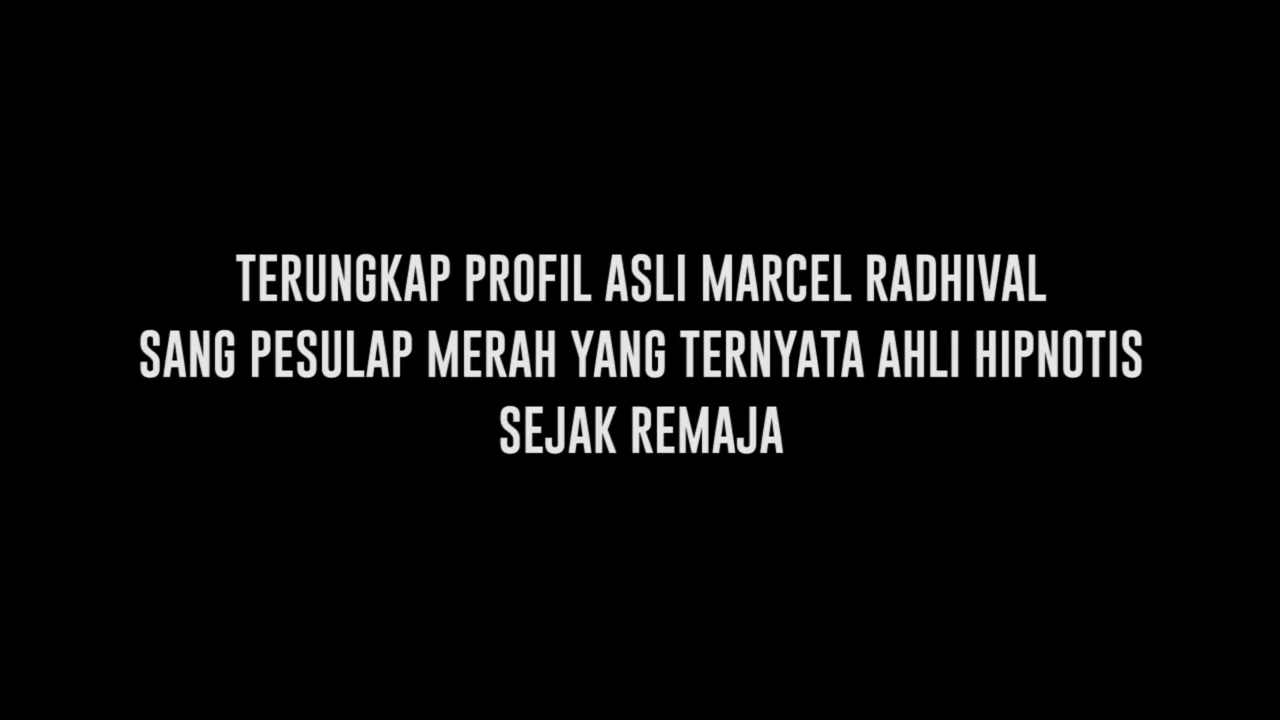 TERUNGKAP PROFIL ASLI MARCEL RADHIVAL
SANG PESULAP MERAH YANG TERNYATA AHLI HIPNOTIS
SEJAK REMAJA